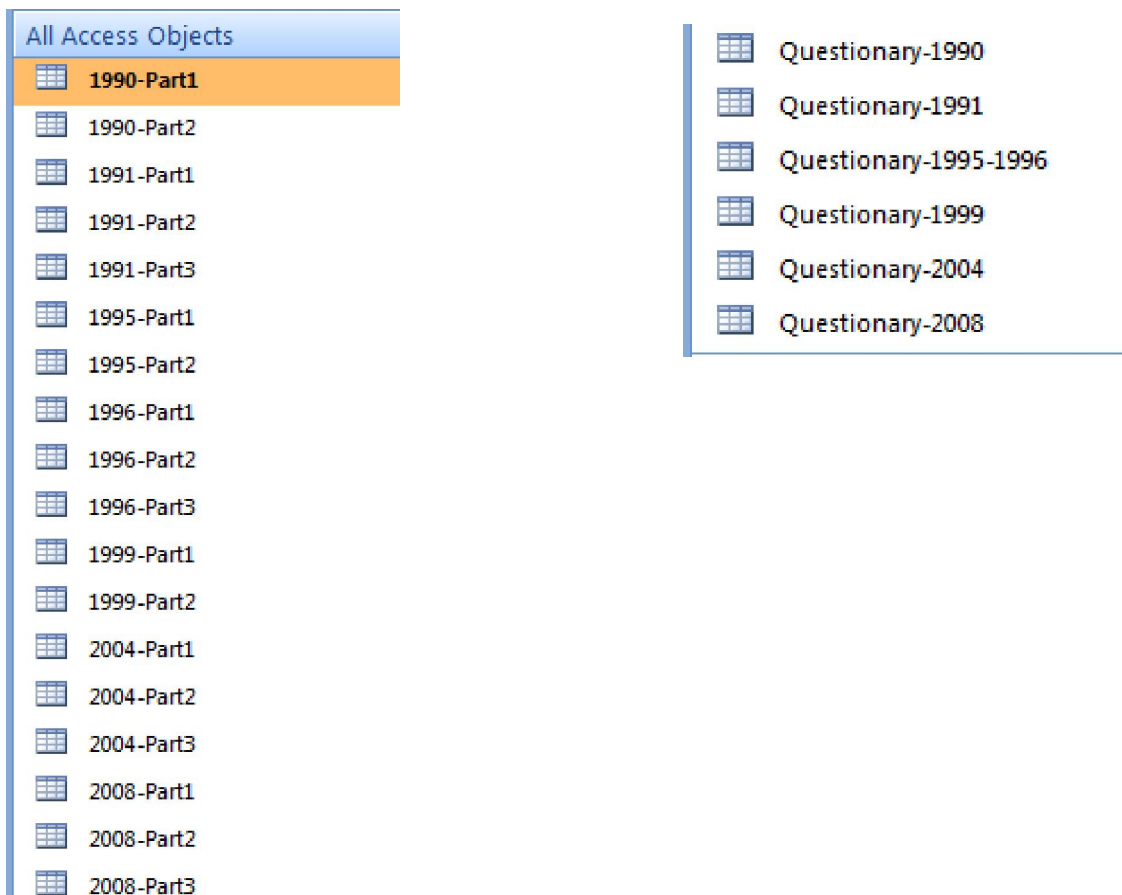 All Access Objects
1990-Part1
1990-Part2
1991-Part1
1991-Part2
1991-Part3
1995-Part1
1995-Part2
1996-Part1
1996-Part2
1996-Part3
1999-Part1
1999-Part2
2004-Part1
2004-Part2
2004-Part3
2008-Part1
2008-Part2
2008-Part3
Questionary-1990
Questionary-1991
Questionary-1995-1996
Questionary-1999
Questionary-2004
Questionary-2008